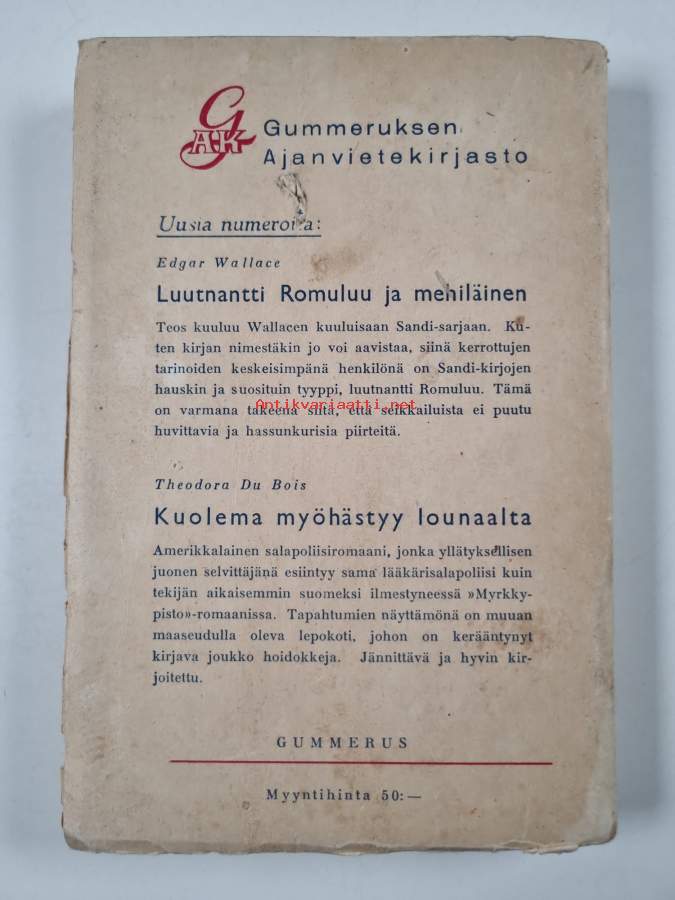 G
AK
Gummeruksen
Ajanvietekirjasto
Uusia numeroita:
Edgar Wallace
Luutnantti Romuluu ja mehiläinen
Teos kuuluu Wallacen kuuluisaan Sandi-sarjaan. Ku-
ten kirjan nimestäkin jo voi aavistaa, siinä kerrottujen
tarinoiden keskeisimpänä henkilönä on Sandi-kirjojen
hauskin ja suosituin tyyppi, luutnantti Romuluu. Tämä
Antikvariaatti.net
on varmana takeena siitä, että seikkailuista ei puutu
huvittavia ja hassunkurisia piirteitä.
Theodora Du Bois
Kuolema myöhästyy lounaalta
Amerikkalainen salapoliisiromaani, jonka yllätyksellisen
juonen selvittäjänä esiintyy sama lääkärisalapoliisi kuin
tekijän aikaisemmin suomeksi ilmestyneessä »Myrkky-
pisto»-romaanissa. Tapahtumien näyttämönä on muuan
maaseudulla oleva lepokoti, johon on kerääntynyt
kirjava joukko hoidokkeja. Jännittävä ja hyvin kir-
joitettu.
GUMMERUS
Myyntihinta 50:—